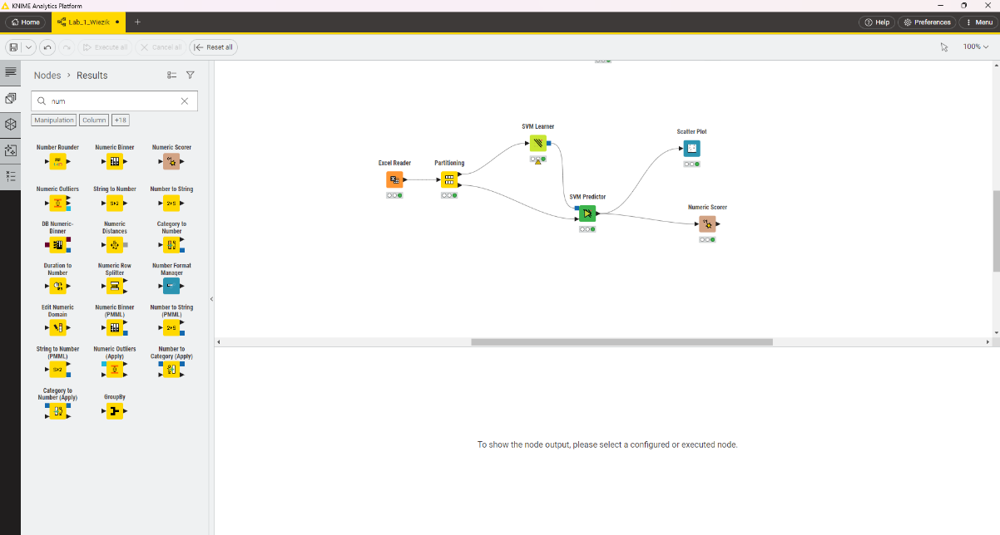 KNIME Analytics Platform
Home
Lab_1_Wiezik
Help
Preferences
Menu
Execute all
Cancel all
Reset all
100%
Nodes › Results
num
Manipulation
Column
+18
Number Rounder
Numeric Binner
Numeric Scorer
Numeric Outliers
String to Number
Number to String
DB Numeric-
Binner
Numeric
Distances
Category to
Number
Duration to
Number
Numeric Row
Splitter
Number Format
Manager
Edit Numeric
Domain
Numeric Binner
(PMML)
Number to String
(PMML)
String to Number
(PMML)
Numeric Outliers
(Apply)
Number to
Category (Apply)
Category to
Number (Apply)
GroupBy
SVM Learner
Scatter Plot
Excel Reader
Partitioning
SVM Predictor
Numeric Scorer
To show the node output, please select a configured or executed node.